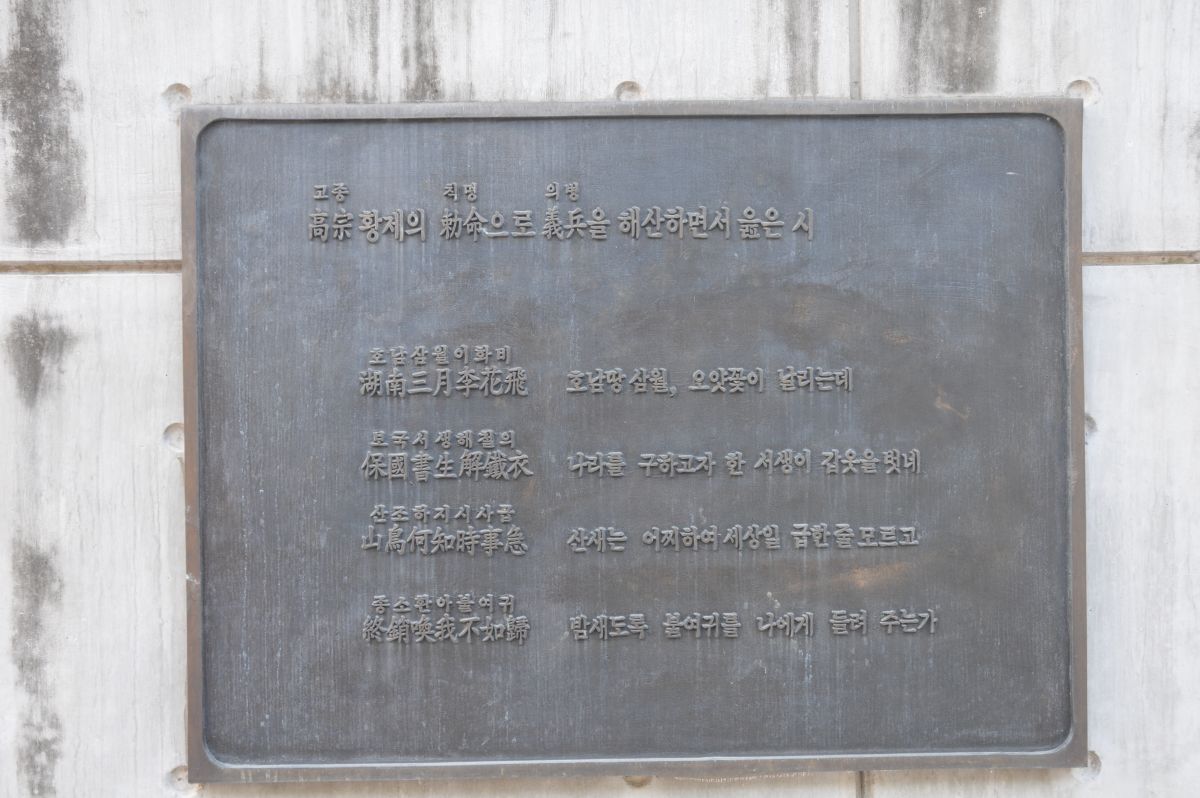 고종 칙명 의병
高宗황제의 勅命으로 義兵을 해산하면서 읊은 시
호남삼월이화비
湖南三月李花飛 호남땅 삼월, 오얏꽃이 날리는데
보국서생해철의
保國書生解鐵衣 나라를 구하고자 한 서생이 갑옷을 벗네
산조하지시사급
山鳥何知時事急 산새는 어찌하여 세상일 급한 줄 모르고
종소환아불여귀
終銷喚我不如歸 밤새도록 불여귀를 나에게 들려 주는가